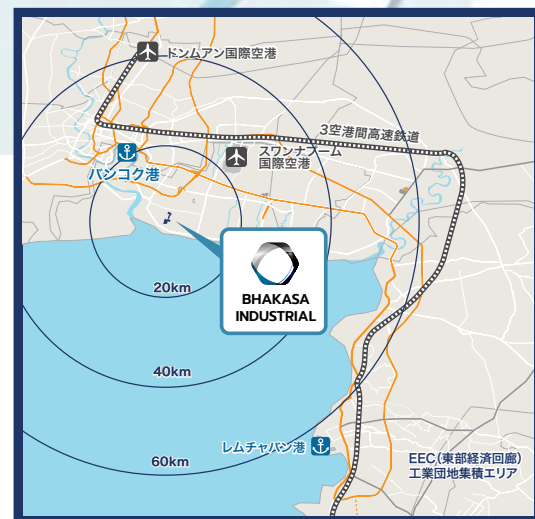 ドンムアン国際空港
3空港間高速鉄道
スワンナプーム
国際空港
バンコク港
BHAKASA
INDUSTRIAL
20km
40km
60km
レムチャバン港
EEC(東部経済回廊)
工業団地集積エリア